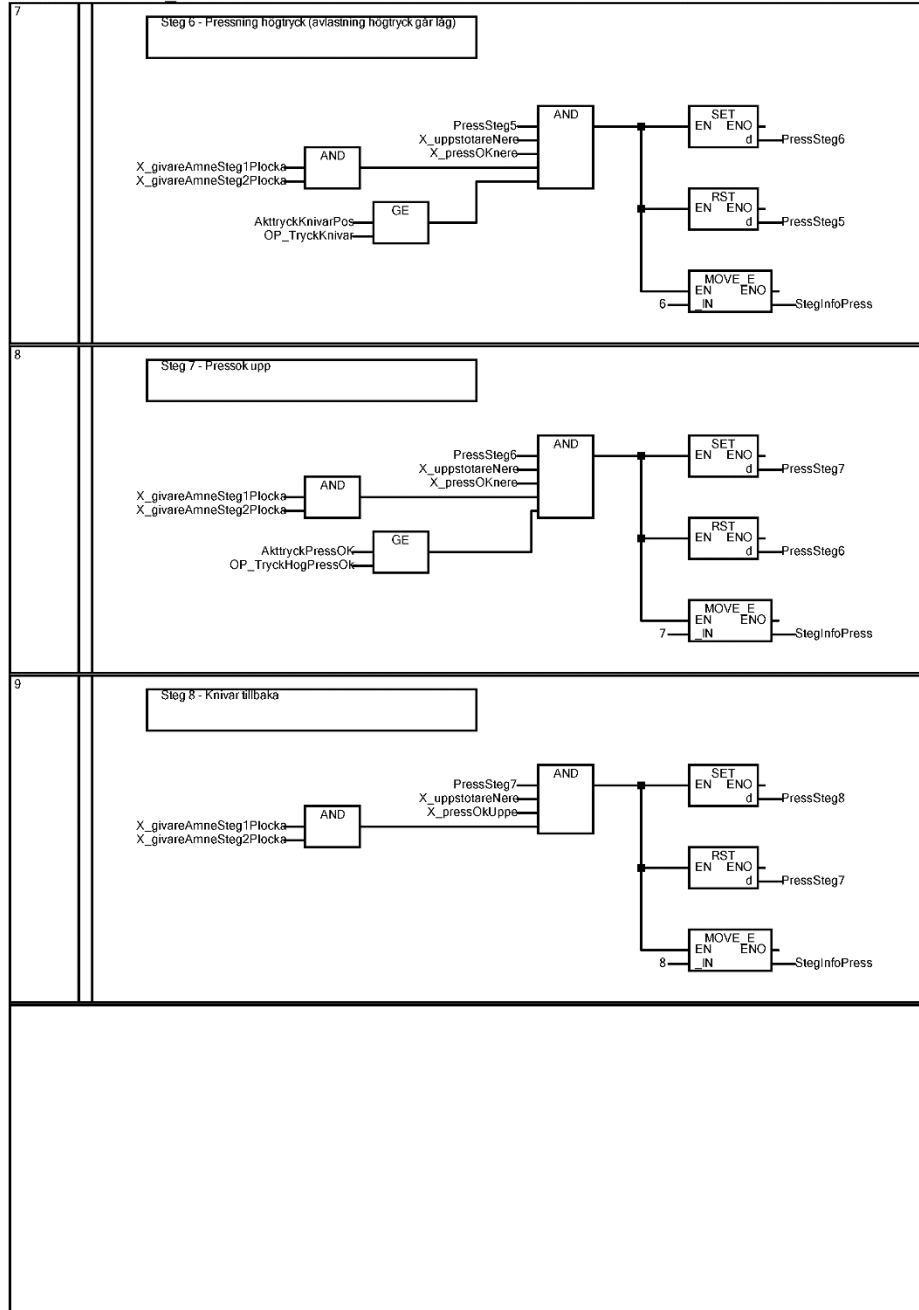 7
Steg 6 - Pressning högtryck (avlastning högtryck går låg)
AND
SET
PressSteg5
EN ENO
X_uppstotareNere
d
PressSteg6
X_pressOKnere
AND
X_givareAmneSteg1Plocka
X_givareAmneSteg2Plocka
RST
GE
EN ENO
AkttryckKnivarPos
d
PressSteg5
OP_TryckKnivar
MOVE_E
EN ENO
6
_IN
StegInfoPress
8
Steg 7 - Pressok upp
AND
SET
PressSteg6
EN ENO
X_uppstotareNere
d
PressSteg7
X_pressOKnere
AND
X_givareAmneSteg1Plocka
X_givareAmneSteg2Plocka
RST
GE
EN ENO
AkttryckPressOK
d
PressSteg6
OP_TryckHogPressOk
MOVE_E
EN ENO
7
_IN
StegInfoPress
9
Steg 8 - Knivar tillbaka
AND
SET
PressSteg7
EN ENO
X_uppstotareNere
d
PressSteg8
X_pressOkUppe
AND
X_givareAmneSteg1Plocka
X_givareAmneSteg2Plocka
RST
EN ENO
d
PressSteg7
MOVE_E
EN ENO
8
_IN
StegInfoPress